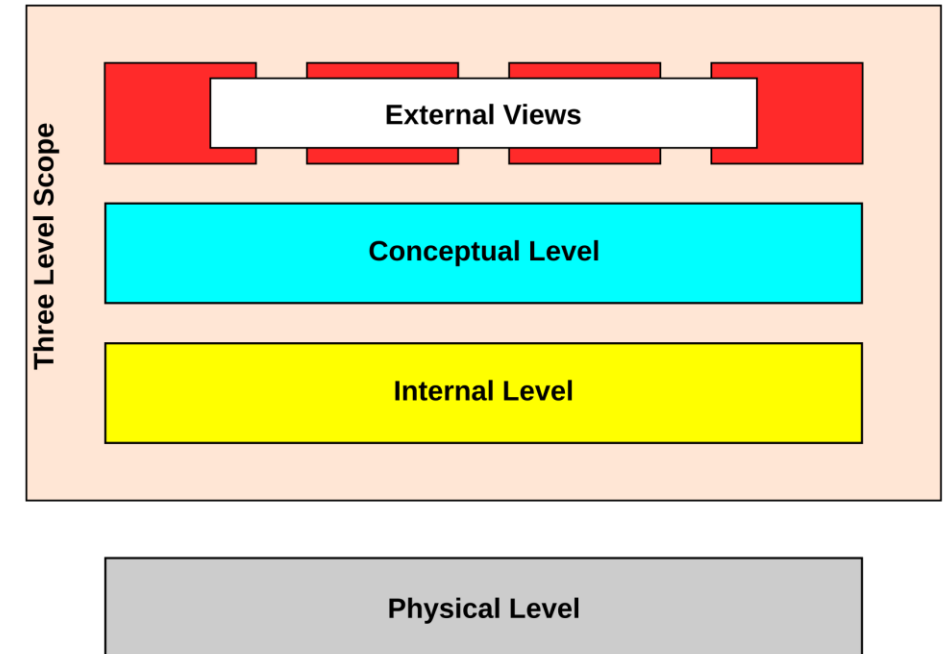 Three Level Scope
External Views
Conceptual Level
Internal Level
Physical Level